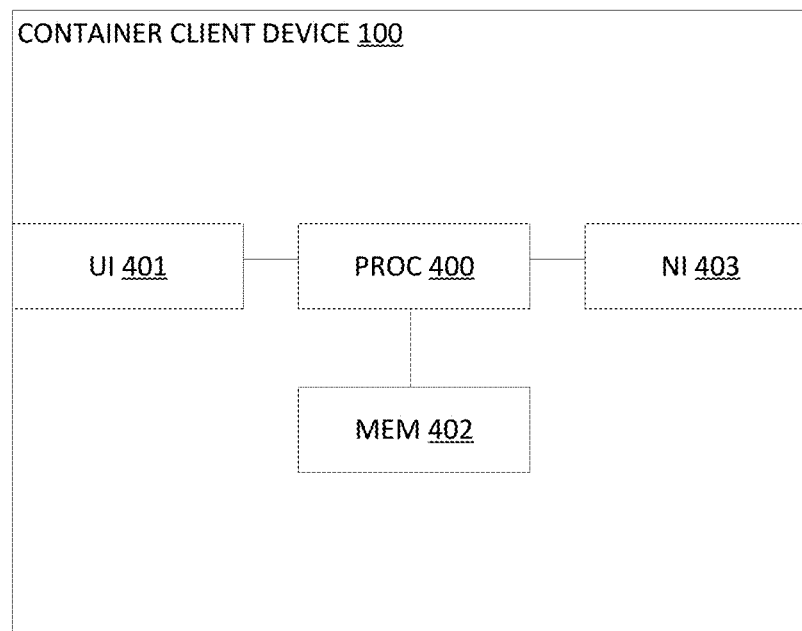 CONTAINER CLIENT DEVICE 100
UI 401
PROC 400
NI 403
MEM 402